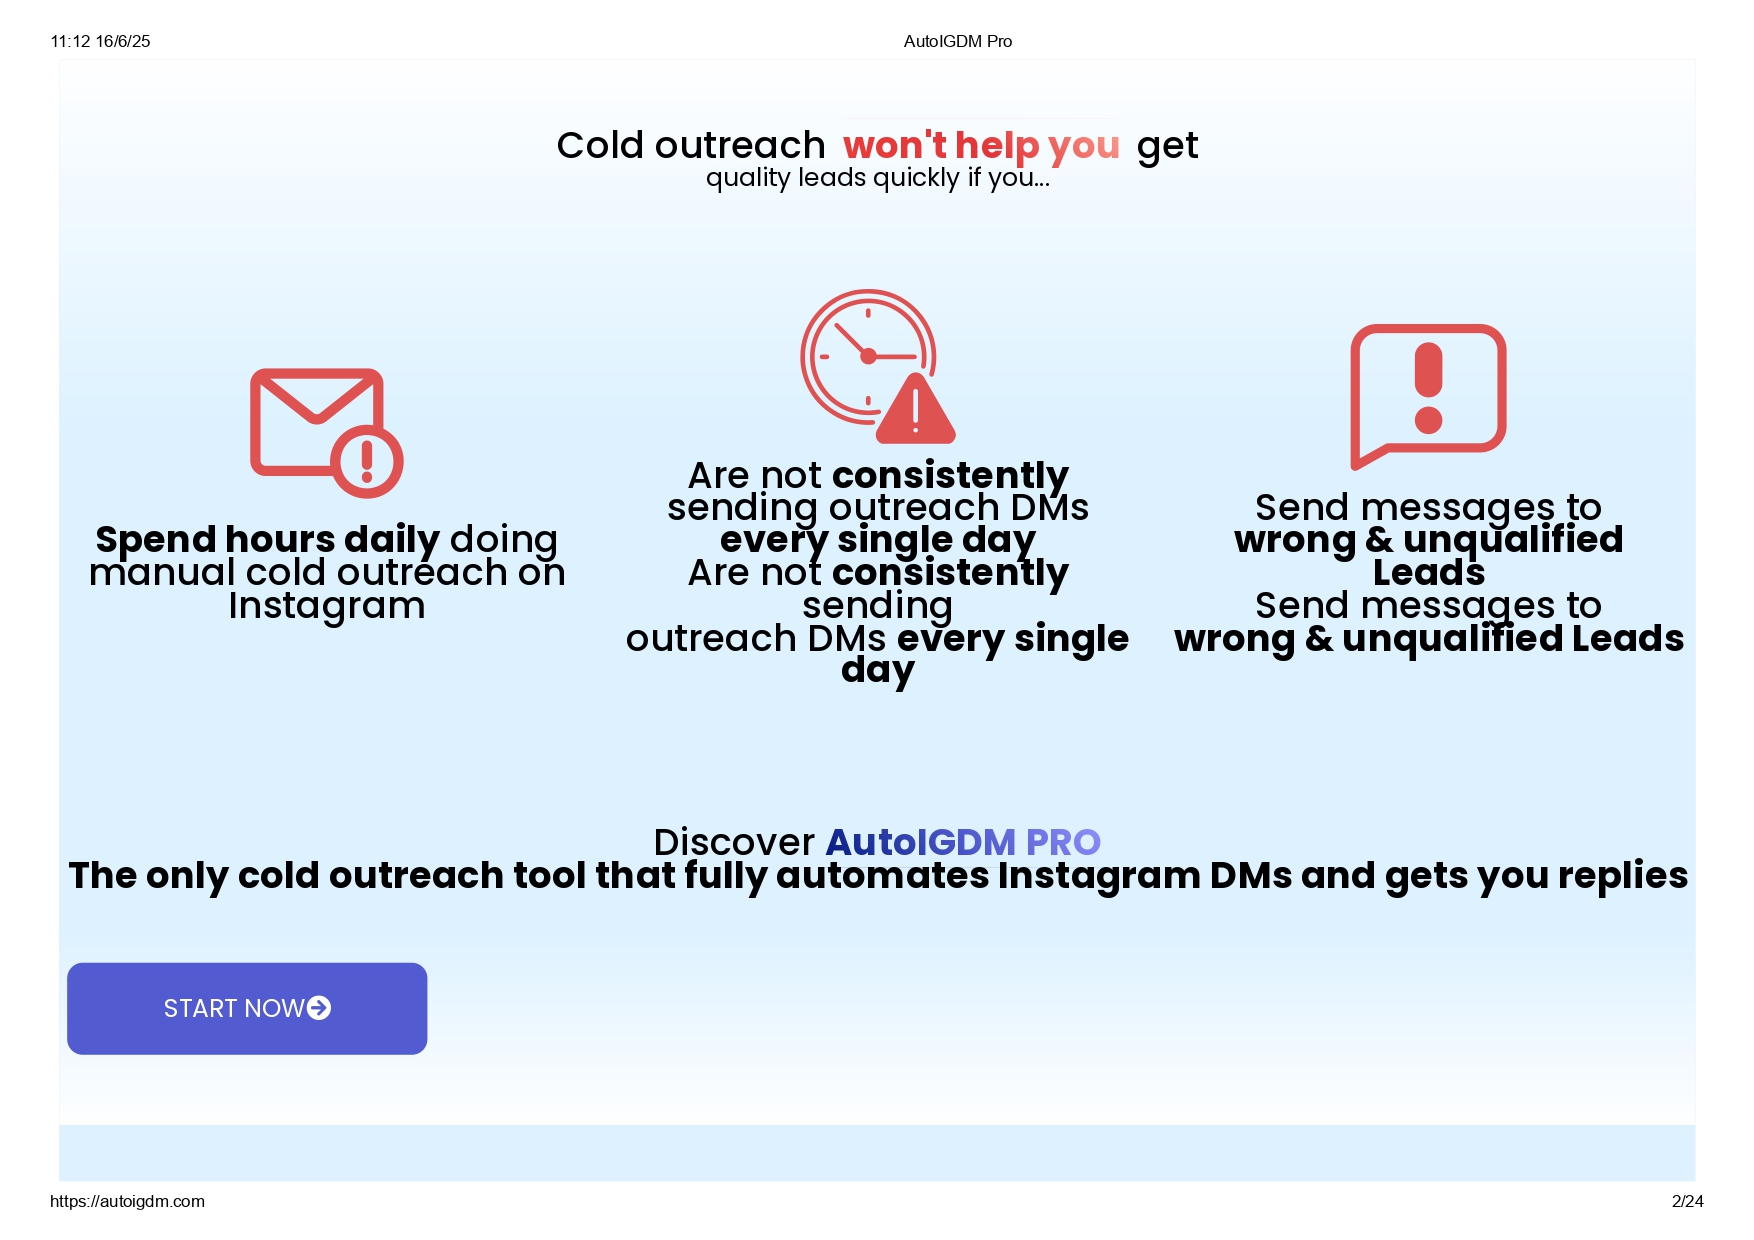 11:12 16/6/25
AutoIGDM Pro
Cold outreach won't help you get
quality leads quickly if you...
Spend hours daily doing
manual cold outreach on
Instagram
Are not consistently
sending outreach DMs
every single day
Are not consistently
sending
outreach DMs every single
day
Send messages to
wrong & unqualified
Leads
Send messages to
wrong & unqualified Leads
Discover AutoIGDM PRO
The only cold outreach tool that fully automates Instagram DMs and gets you replies
START NOW
https://autoigdm.com
2/24